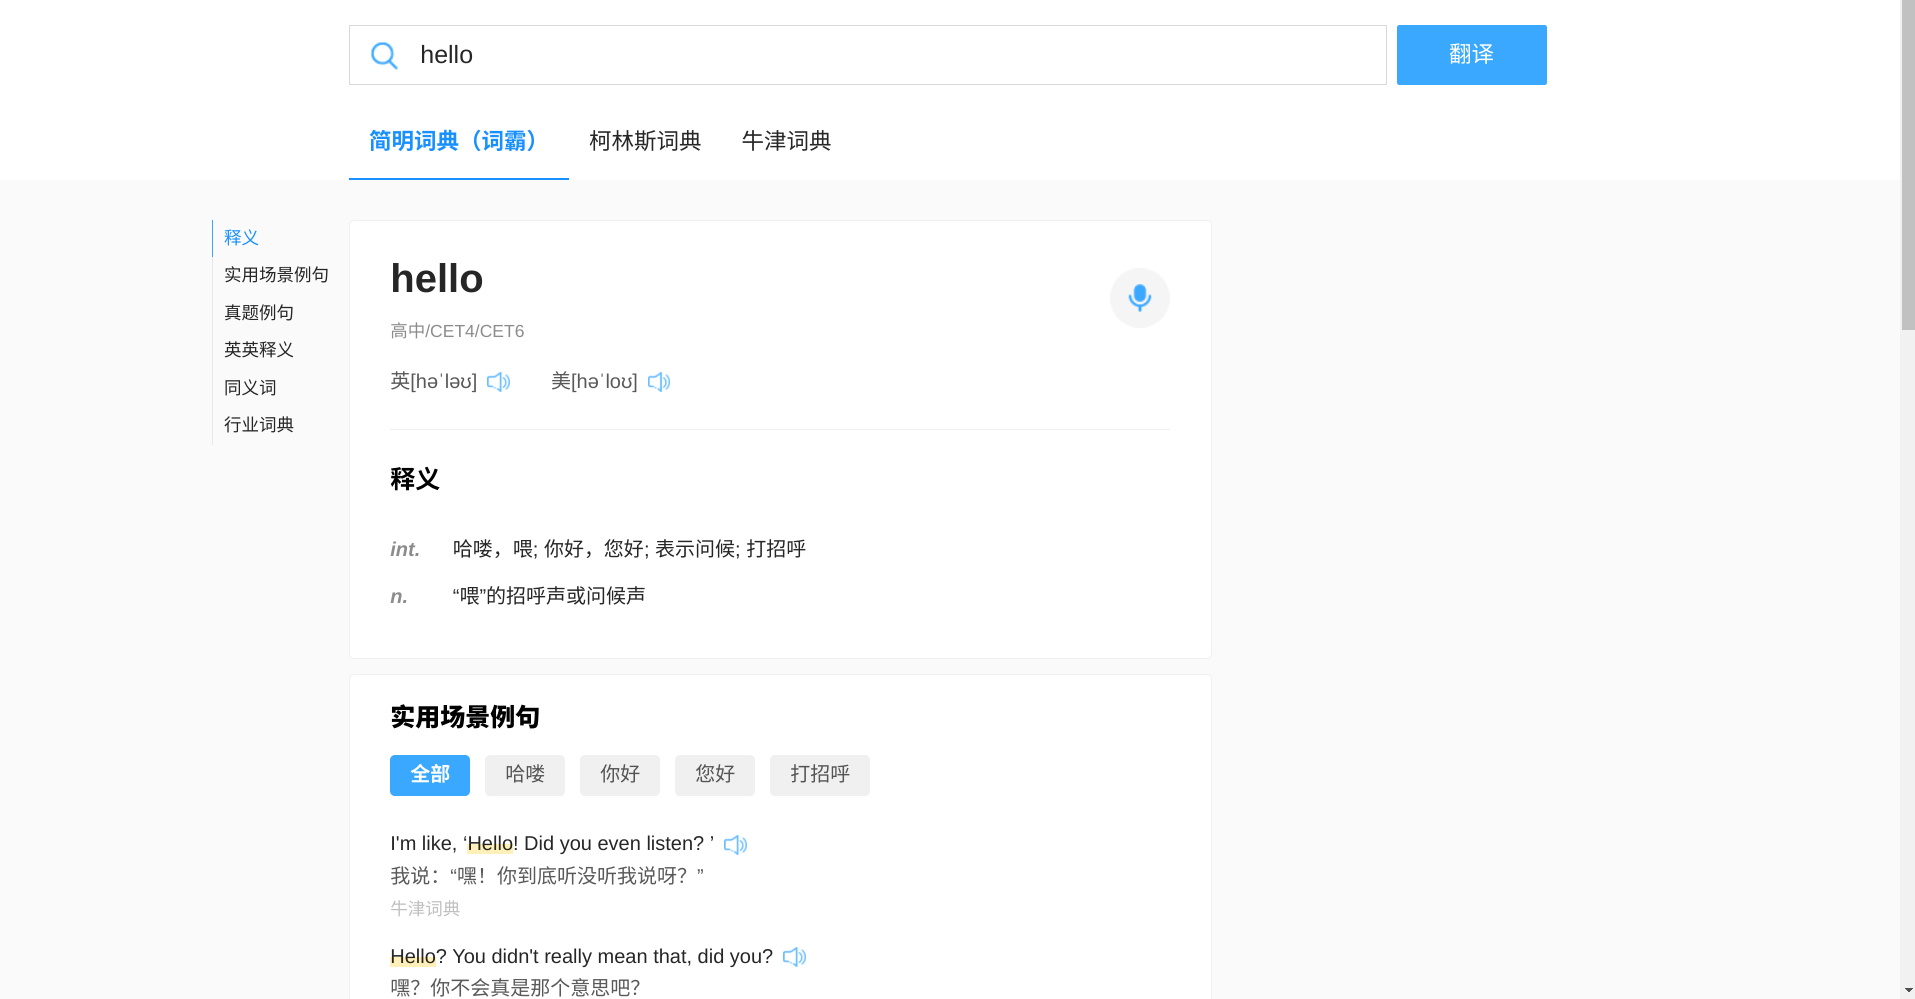 hello
翻译
简明词典（词霸） 柯林斯词典 牛津词典
释义
实用场景例句
真题例句
英英释义
同义词
行业词典
hello
高中/CET4/CET6
英[həˈləʊ] 美[həˈloʊ]
释义
int. 哈喽，喂; 你好，您好; 表示问候; 打招呼
n. “喂”的招呼声或问候声
实用场景例句
全部 哈喽 你好 您好 打招呼
I'm like, ‘Hello! Did you even listen? ’
我说：“嘿！你到底听没听我说呀？”
牛津词典
Hello? You didn't really mean that, did you?
嘿？你不会真是那个意思吧？